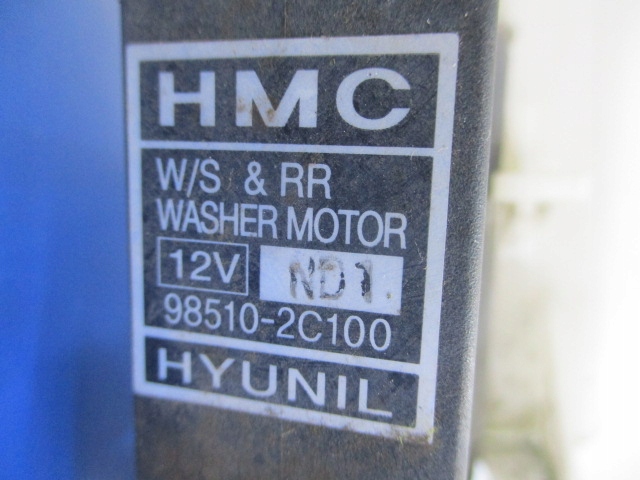 HMC
W/S & RR
WASHER MOTOR
12V ND1.
98510-2C100
HYUNIL